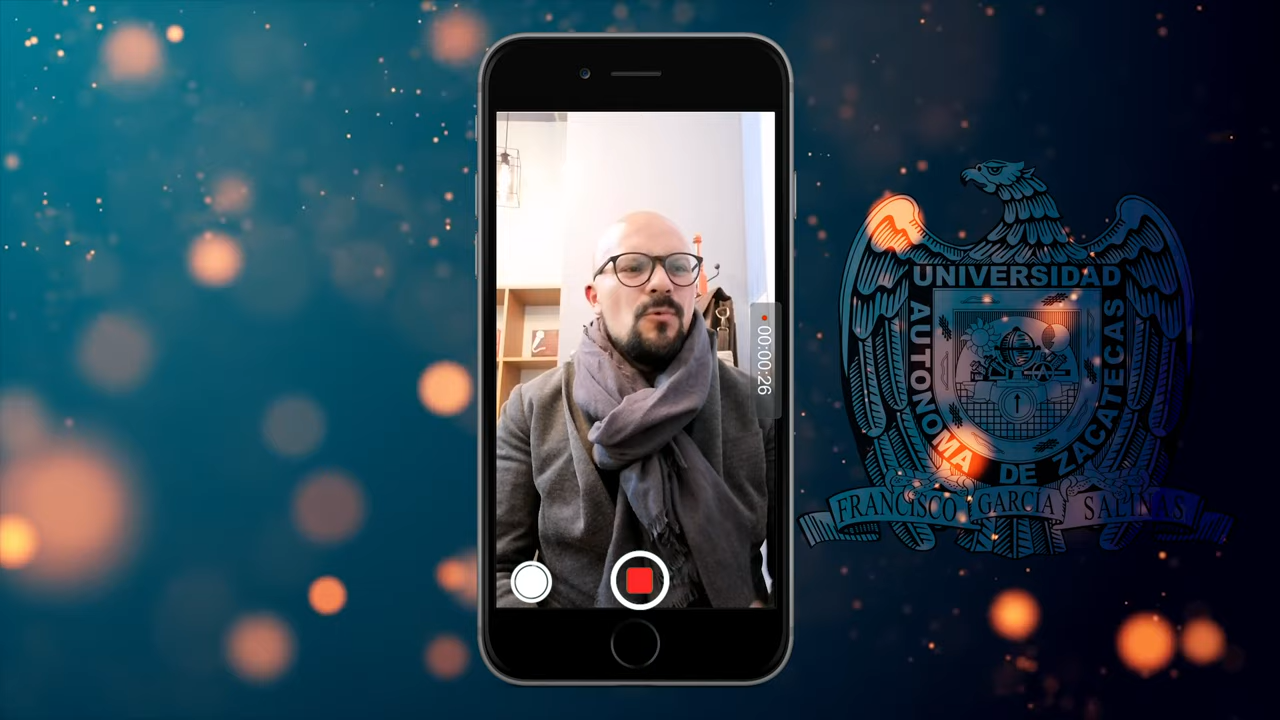 00:00:26
UNIVERSIDAD
AUTONOMA DE ZACATECAS
FRANCISCO GARCIA SALINAS